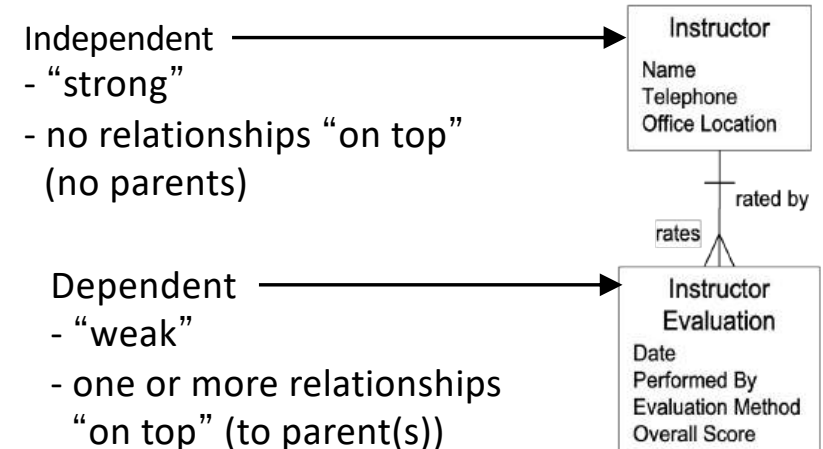 Independent
- “strong”
- no relationships “on top”
(no parents)
Instructor
Name
Telephone
Office Location
rated by
rates
Dependent
- “weak”
- one or more relationships
“on top” (to parent(s))
Instructor
Evaluation
Date
Performed By
Evaluation Method
Overall Score